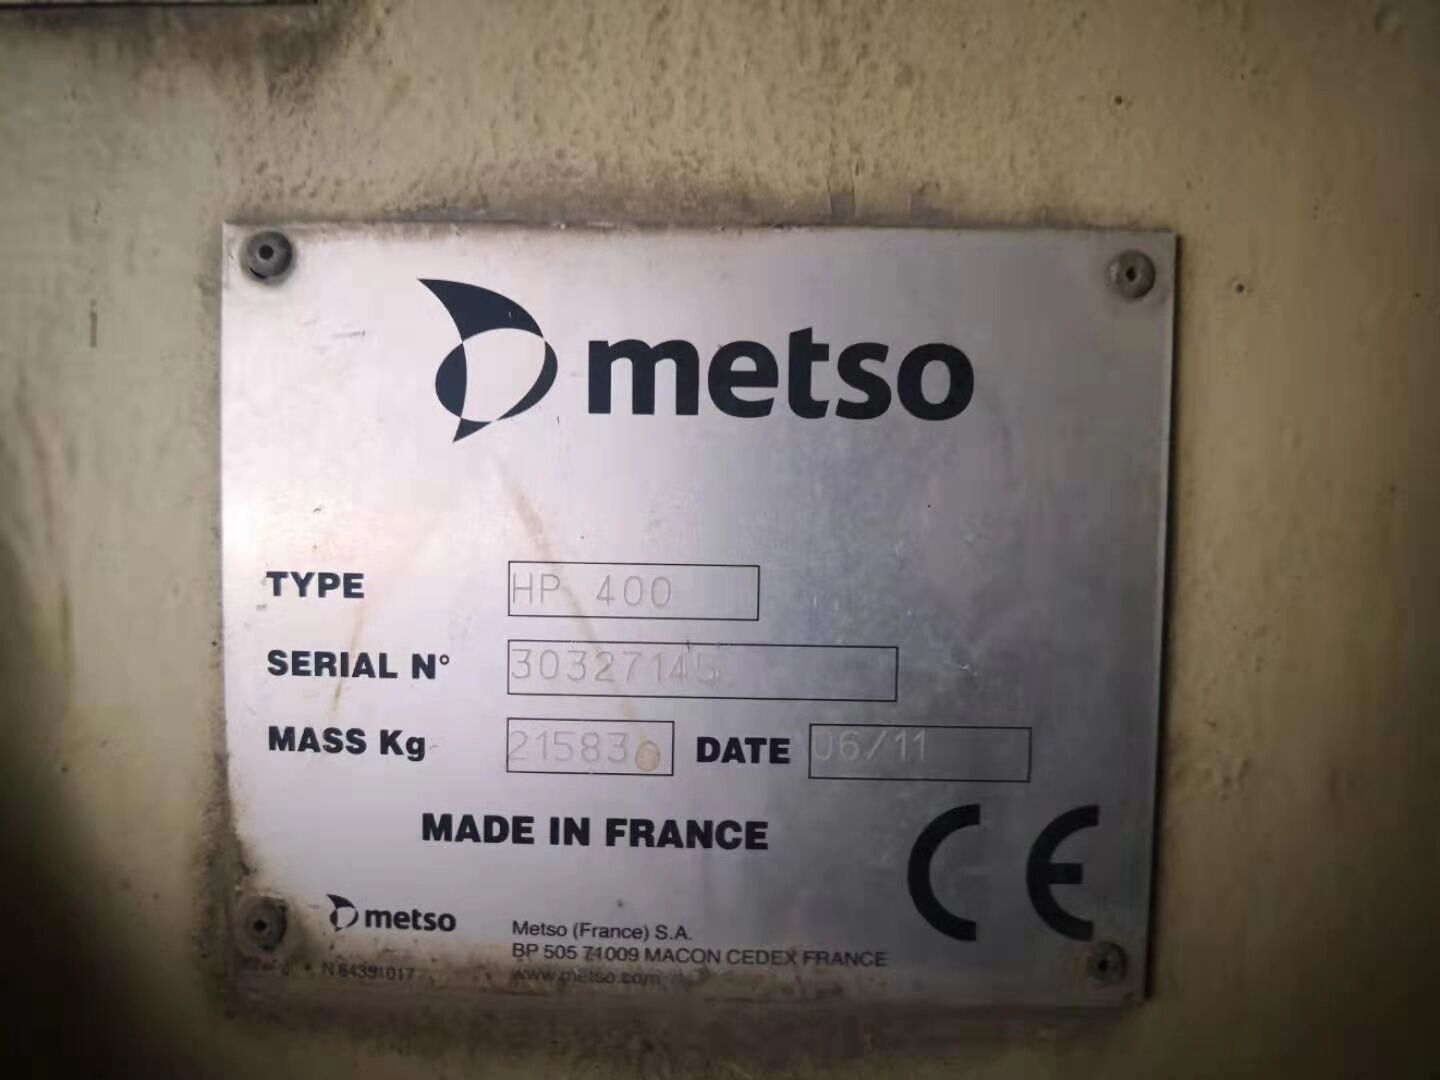 metso
TYPE HP 400
SERIAL N° 30327145
MASS Kg 21583 DATE 06/11
MADE IN FRANCE
CE
metso
Metso (France) S.A.
BP 505 71009 MACON CEDEX FRANCE
N 64391017
www.metso.com